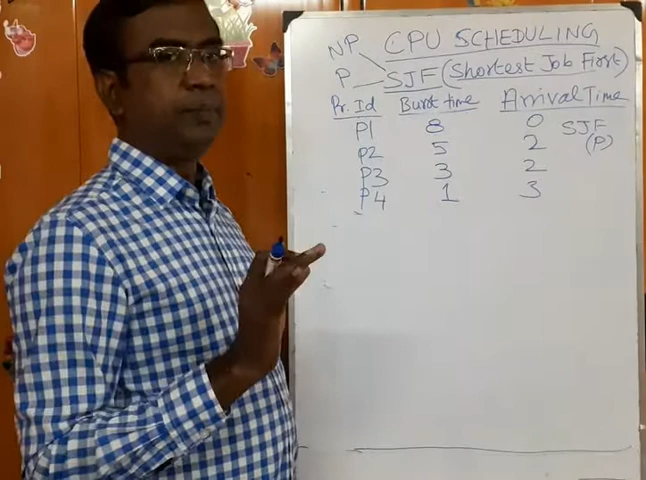 NP CPU SCHEDULING
P SJF (Shortest Job First)
Pr. Id Burst time Arrival Time
P1 8 0 SJF
P2 5 2 (P)
P3 3 2
P4 1 3